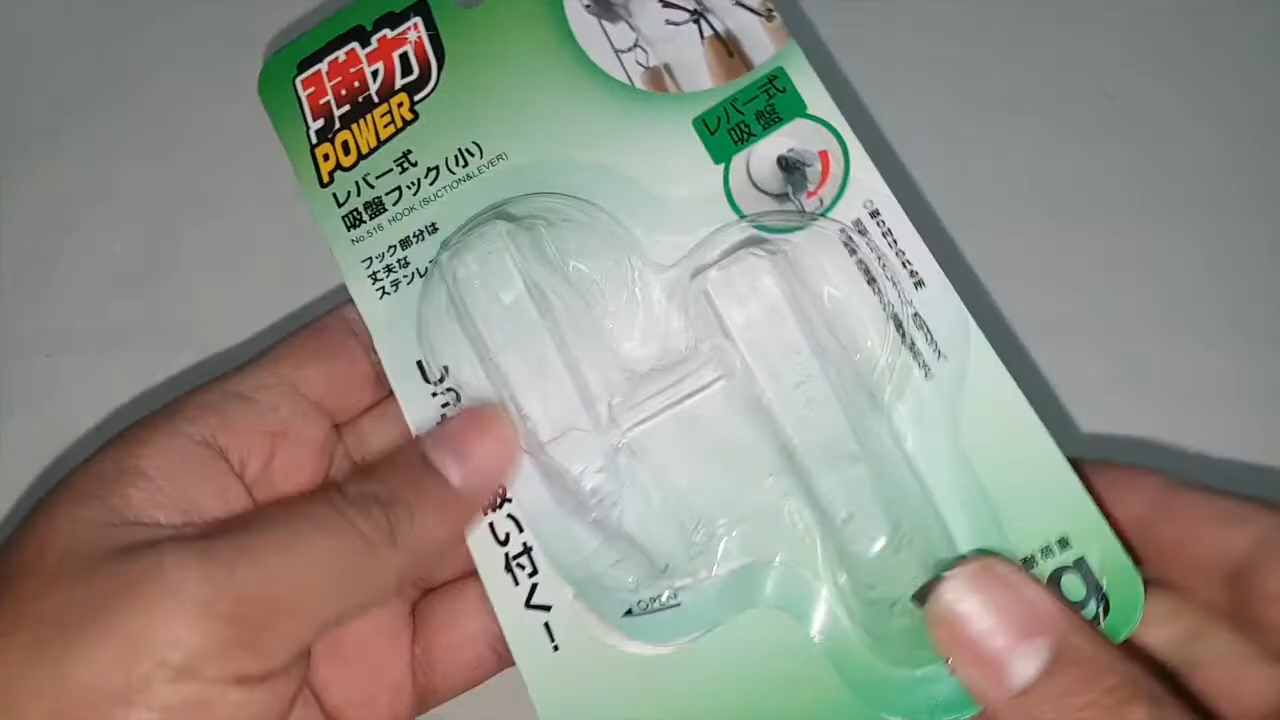 強力
POWER
レバー式
吸盤フック(小)
No.516 HOOK (SUCTION&LEVER)
フック部分は
丈夫な
ステンレ
レバー式
吸盤
しっ
吸い付く!
OPEN
耐荷重
g